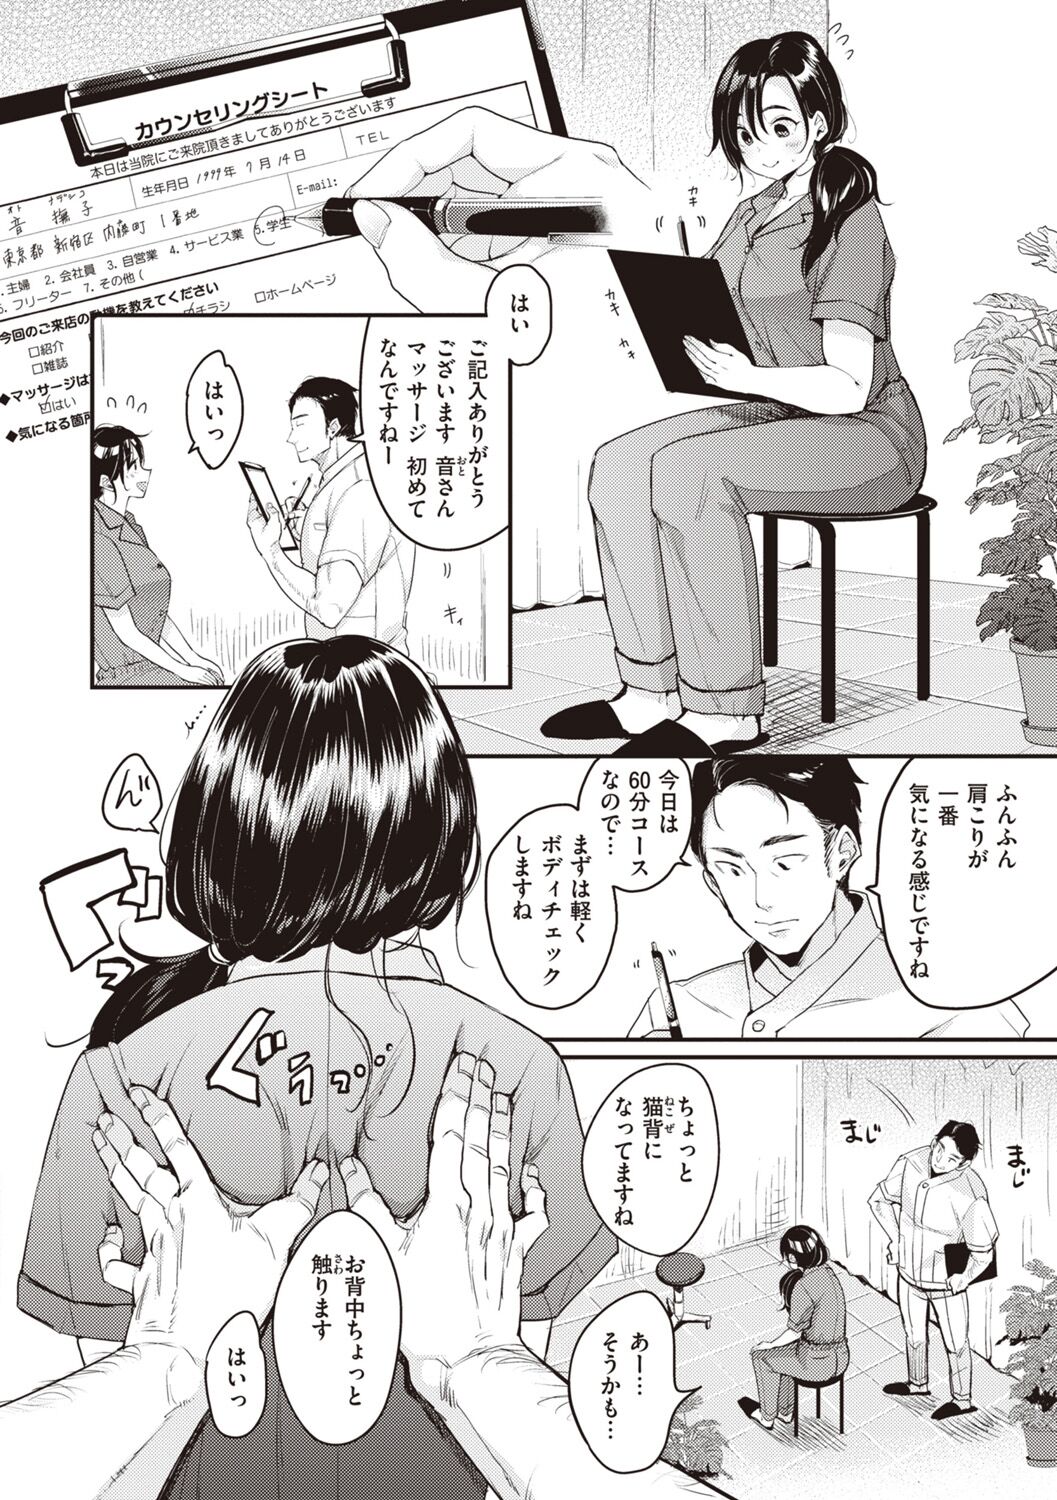 カウンセリングシート
本日は当院にご来院頂きましてありがとうございます
オト ナデシコ
音 撫子
生年月日 1999年 7月14日
TEL
E-mail:
東京都 新宿区 内藤町 1番地
1.主婦 2.会社員 3.自営業 4.サービス業 5.学生
6.フリーター 7.その他(
今回のご来店の動機を教えてください
□紹介
チラシ
□ホームページ
□雑誌
◆マッサージは
はい
◆気になる箇所
カキ
カキ
カキ
はい
ご記入ありがとう
ございます 音さん
おと
マッサージ 初めて
なんですねー
はいっ
キィ
ふんふん
肩こりが
一番
気になる感じですね
今日は
60分コース
なので…
まずは軽く
ボディチェック
しますね
まじ
まじ
ちょっと
猫背に
ねこぜ
なってますね
あー…
そうかも…
ん…
んっ
ぐぅっ…
お背中ちょっと
触ります
さわ
はいっ